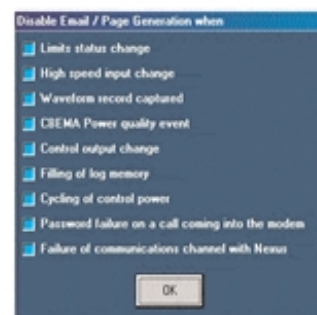 Disable Email / Page Generation when
Limits status change
High speed input change
Waveform record captured
CBEMA Power quality event
Control output change
Filling of log memory
Cycling of control power
Password failure on a call coming into the modem
Failure of communications channel with Nexus
OK